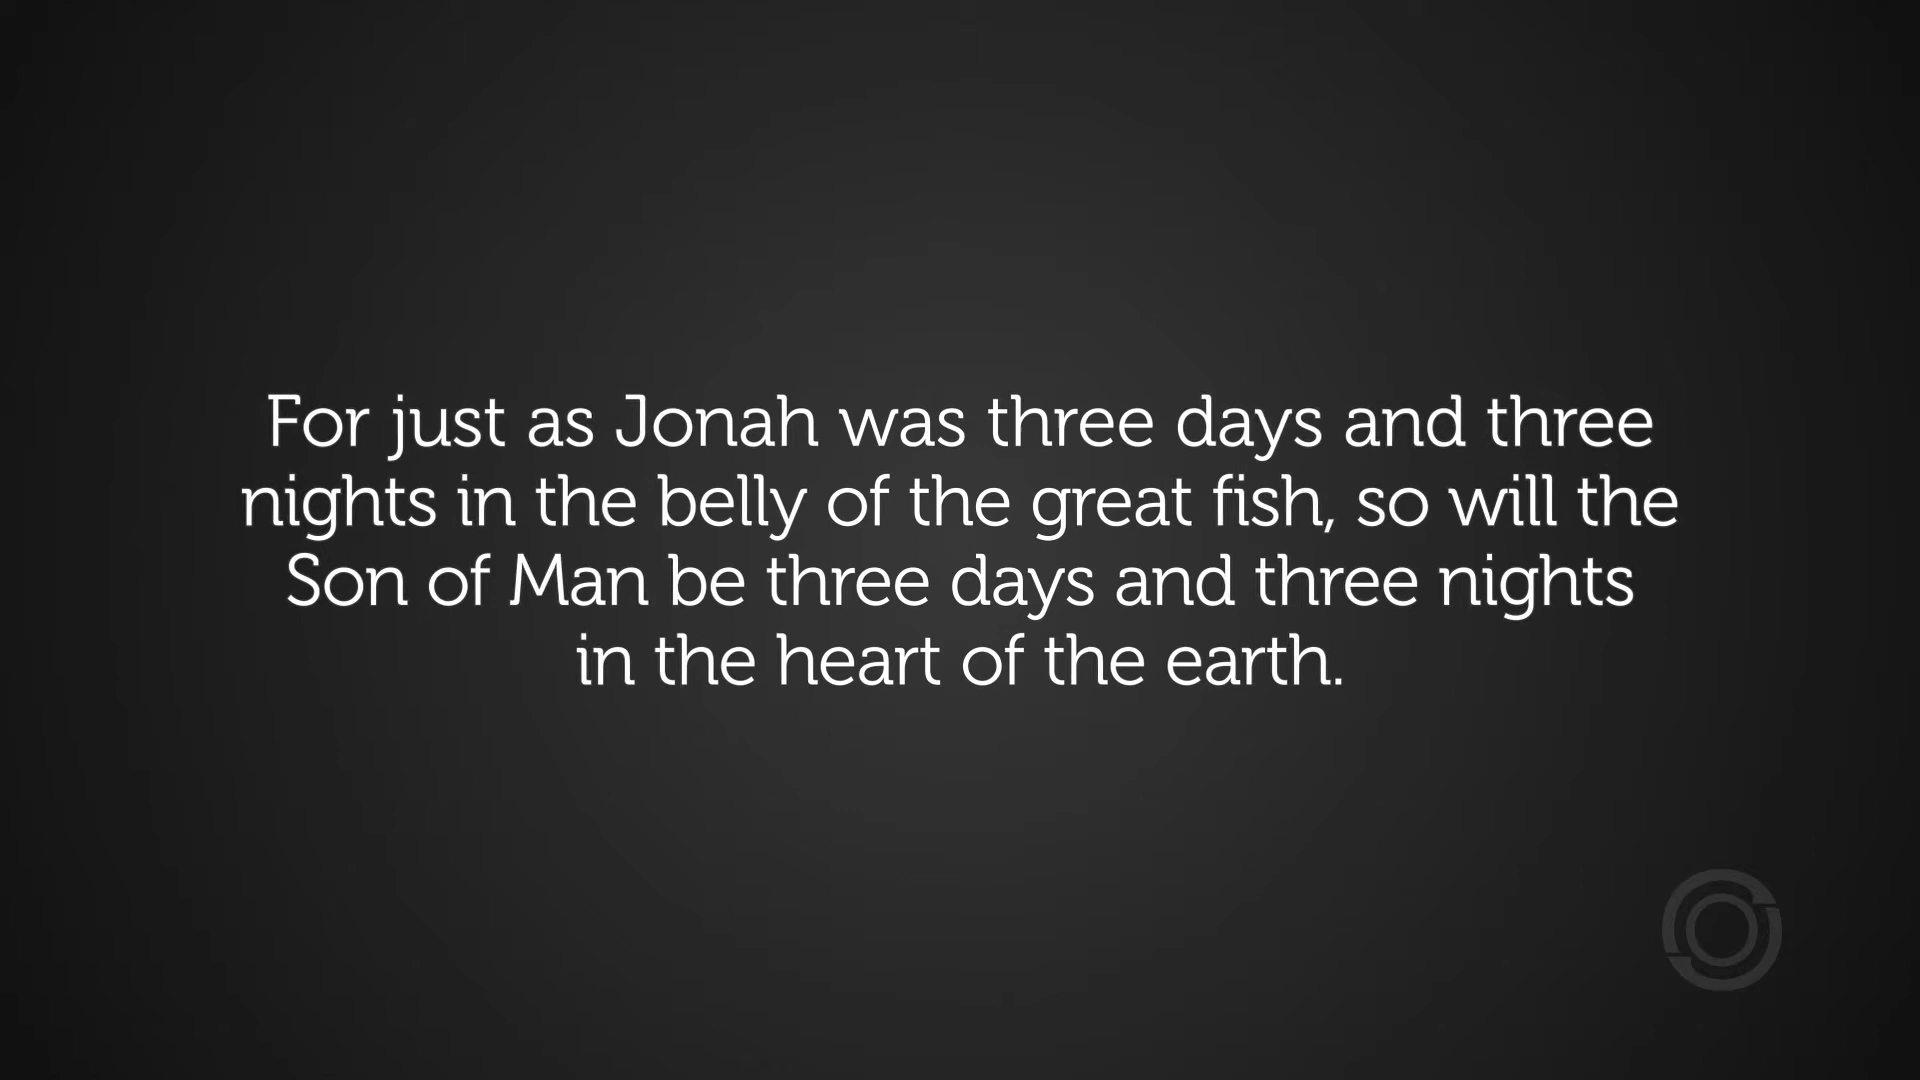 For just as Jonah was three days and three
nights in the belly of the great fish, so will the
Son of Man be three days and three nights
in the heart of the earth.